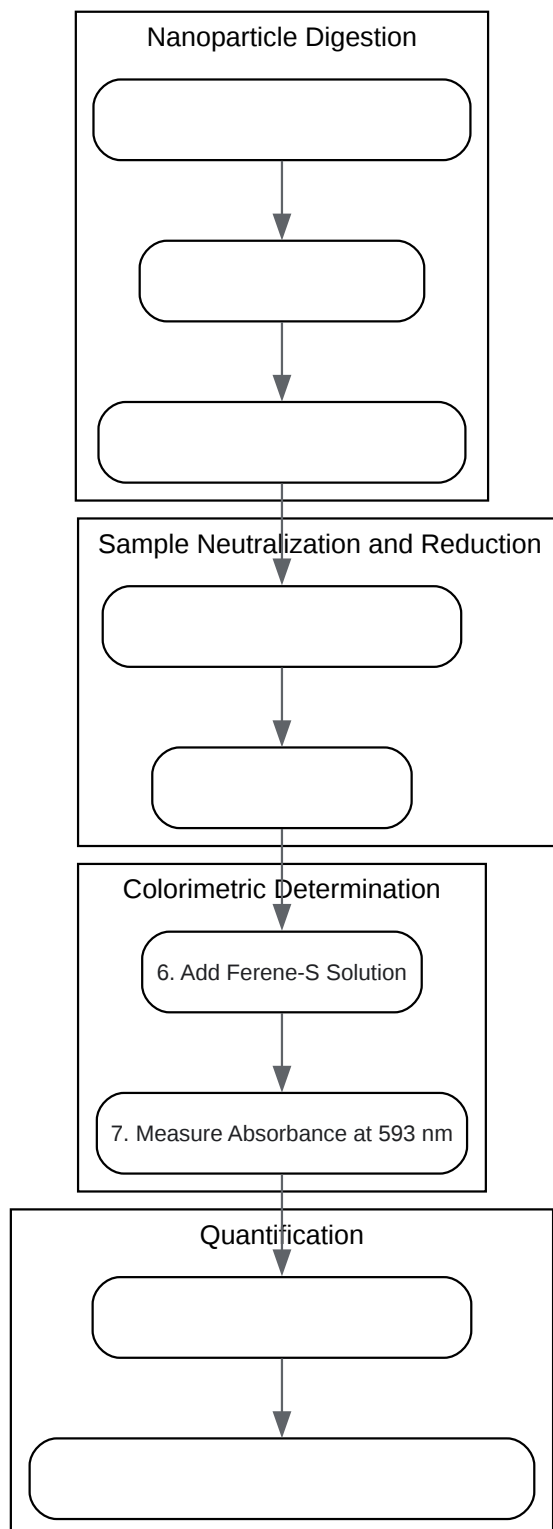 Nanoparticle Digestion
Sample Neutralization and Reduction
Colorimetric Determination
6. Add Ferene-S Solution
7. Measure Absorbance at 593 nm
Quantification